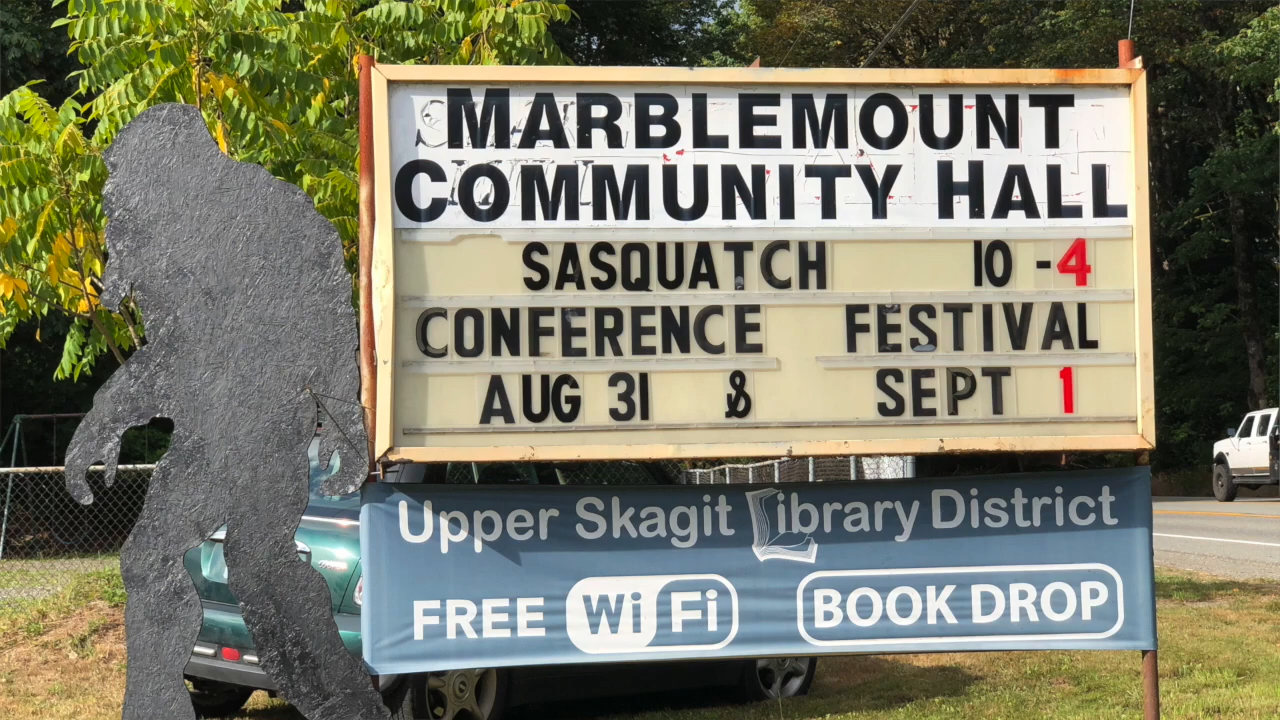 MARBLEMOUNT
COMMUNITY HALL
SASQUATCH 10-4
CONFERENCE FESTIVAL
AUG 31 & SEPT 1
Upper Skagit Library District
FREE WiFi BOOK DROP